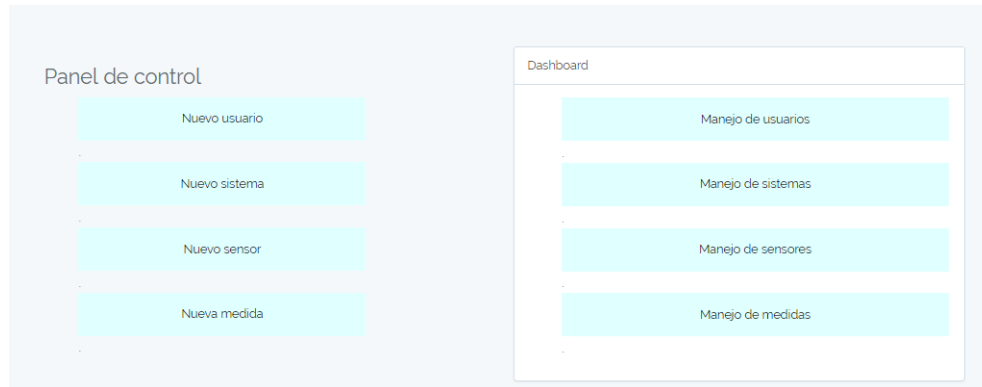 Panel de control
Nuevo usuario
.
Nuevo sistema
.
Nuevo sensor
.
Nueva medida
.
Dashboard
Manejo de usuarios
.
Manejo de sistemas
.
Manejo de sensores
.
Manejo de medidas
.